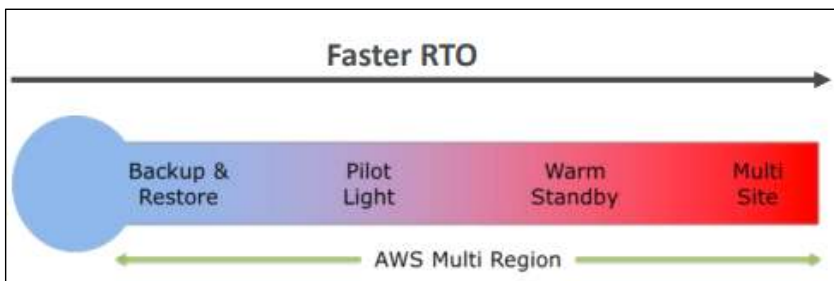 Faster RTO
Backup &
Restore
Pilot
Light
Warm
Standby
Multi
Site
AWS Multi Region